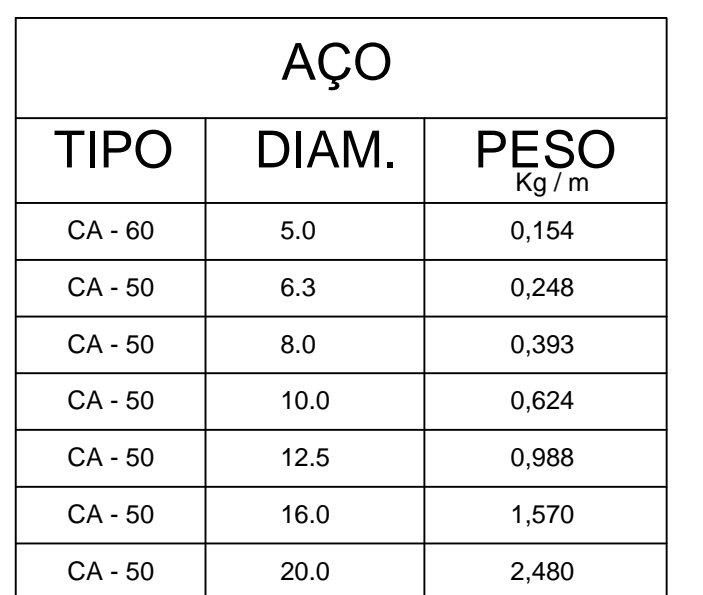 AÇO
TIPO DIAM. PESO
Kg / m
CA - 60 5.0 0,154
CA - 50 6.3 0,248
CA - 50 8.0 0,393
CA - 50 10.0 0,624
CA - 50 12.5 0,988
CA - 50 16.0 1,570
CA - 50 20.0 2,480